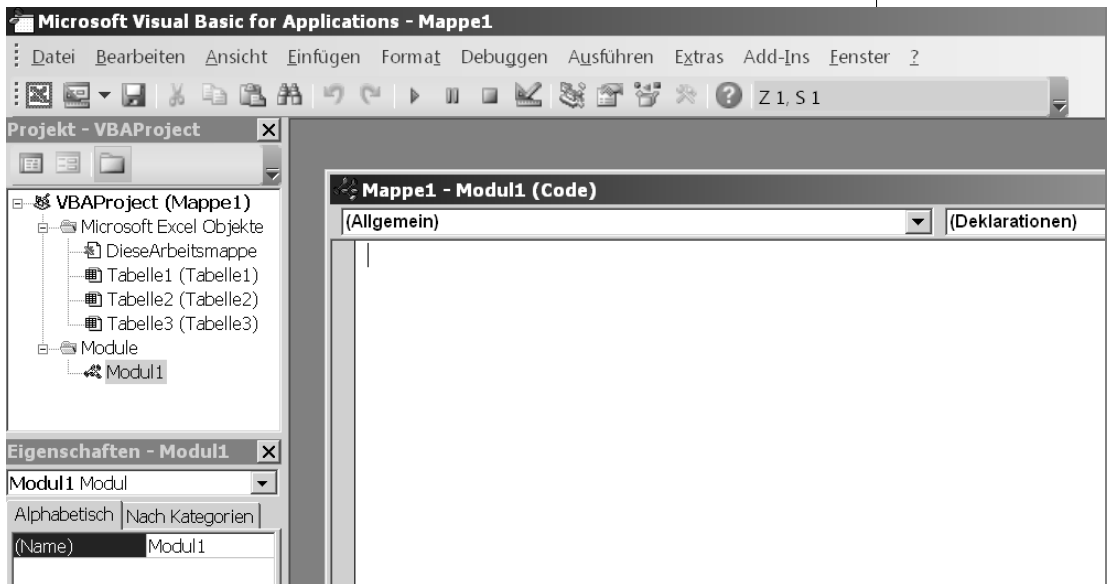 Microsoft Visual Basic for Applications - Mappe1
Datei Bearbeiten Ansicht Einfügen Format Debuggen Ausführen Extras Add-Ins Fenster ?
Z 1, S 1
Projekt - VBAProject
VBAProject (Mappe1)
Microsoft Excel Objekte
DieseArbeitsmappe
Tabelle1 (Tabelle1)
Tabelle2 (Tabelle2)
Tabelle3 (Tabelle3)
Module
Modul1
Eigenschaften - Modul1
Modul1 Modul
Alphabetisch Nach Kategorien
(Name) Modul1
Mappe1 - Modul1 (Code)
(Allgemein) (Deklarationen)